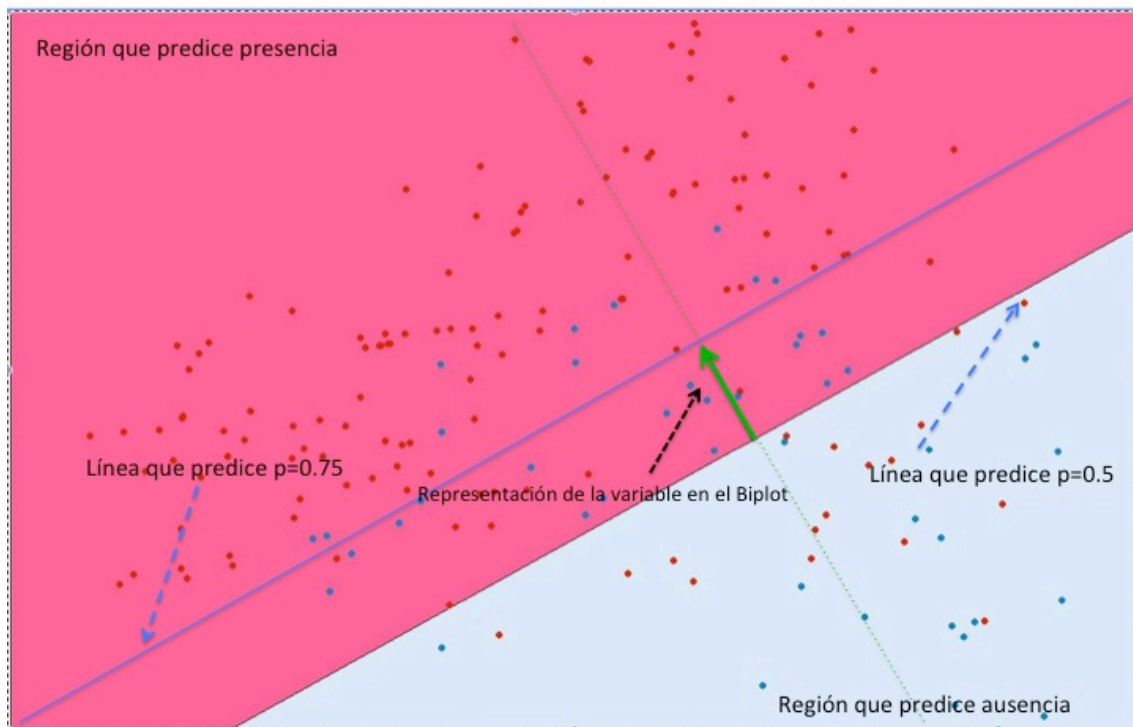 Región que predice presencia
Línea que predice p=0.75
Línea que predice p=0.5
Representación de la variable en el Biplot
Región que predice ausencia